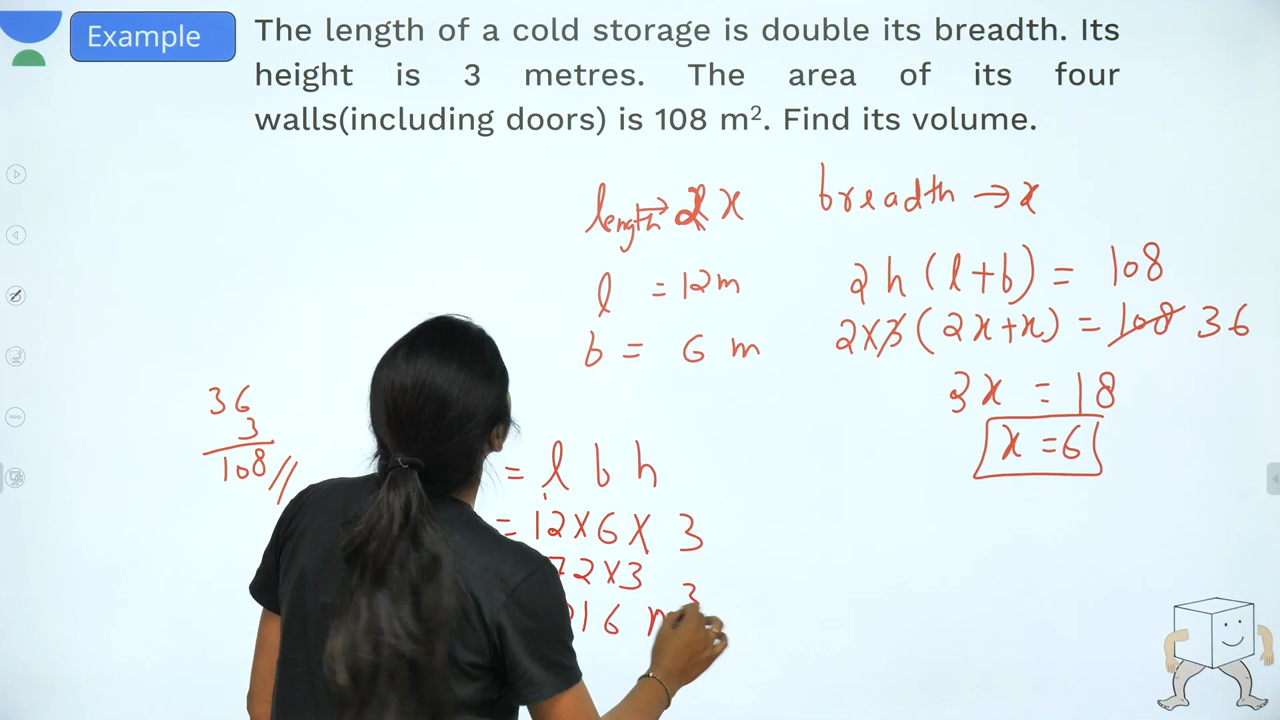 Example
The length of a cold storage is double its breadth. Its
height is 3 metres. The area of its four
walls(including doors) is 108 m². Find its volume.
length → 2x breadth → x
l = 12m
b = 6 m
2h(l+b) = 108
2×3(2x+x) = 108 36
3x = 18
x = 6
36
3
108 //
= l b h
= 12×6×3
72×3
16 m³